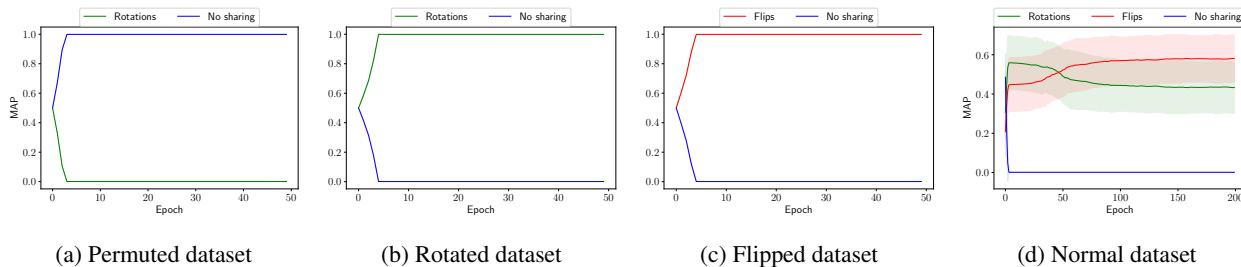 Rotations No sharing
MAP
1.0
0.8
0.6
0.4
0.2
0.0
0 10 20 30 40 50
Epoch
(a) Permuted dataset
Rotations No sharing
1.0
0.8
0.6
0.4
0.2
0.0
0 10 20 30 40 50
Epoch
(b) Rotated dataset
Flips No sharing
1.0
0.8
0.6
0.4
0.2
0.0
0 10 20 30 40 50
Epoch
(c) Flipped dataset
Rotations Flips No sharing
MAP
0.6
0.4
0.2
0.0
0 50 100 150 200
Epoch
(d) Normal dataset